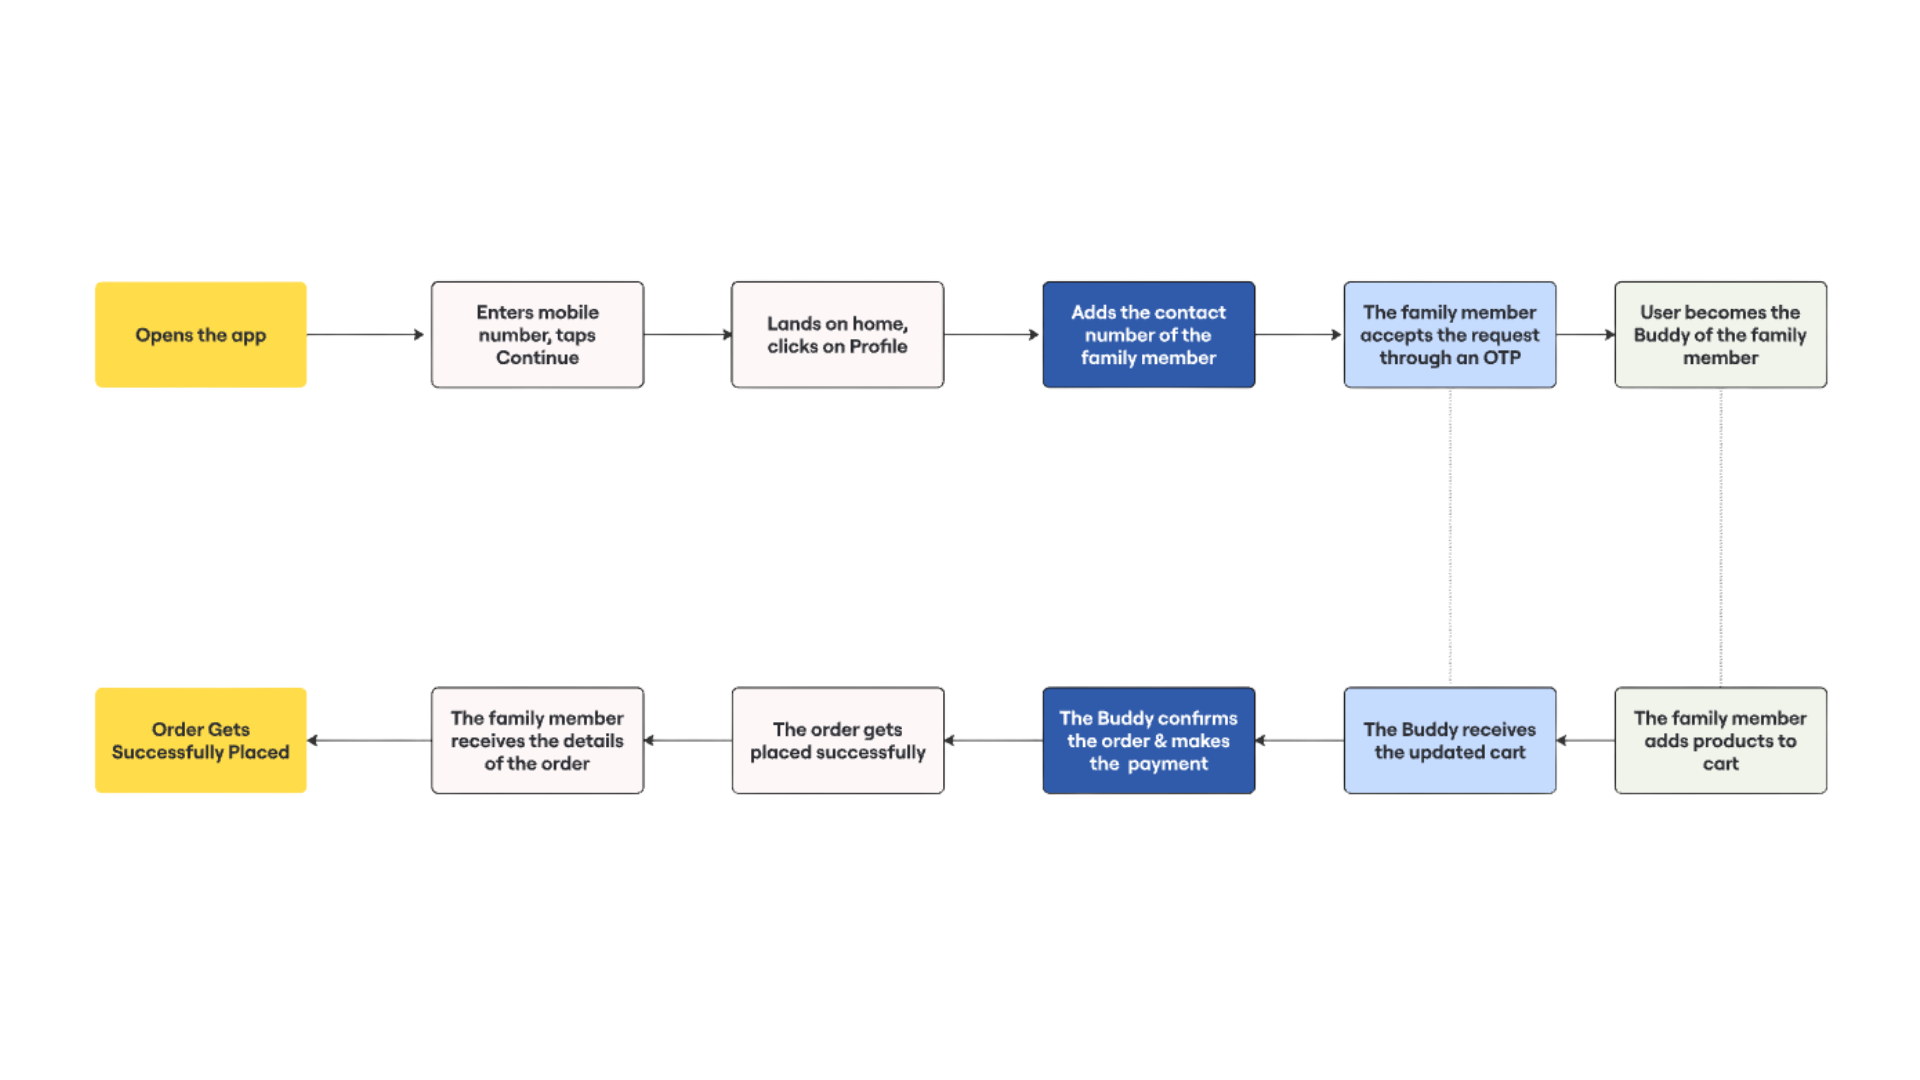 Opens the app
Enters mobile
number, taps
Continue
Lands on home,
clicks on Profile
Adds the contact
number of the
family member
The family member
accepts the request
through an OTP
User becomes the
Buddy of the family
member
Order Gets
Successfully Placed
The family member
receives the details
of the order
The order gets
placed successfully
The Buddy confirms
the order & makes
the payment
The Buddy receives
the updated cart
The family member
adds products to
cart